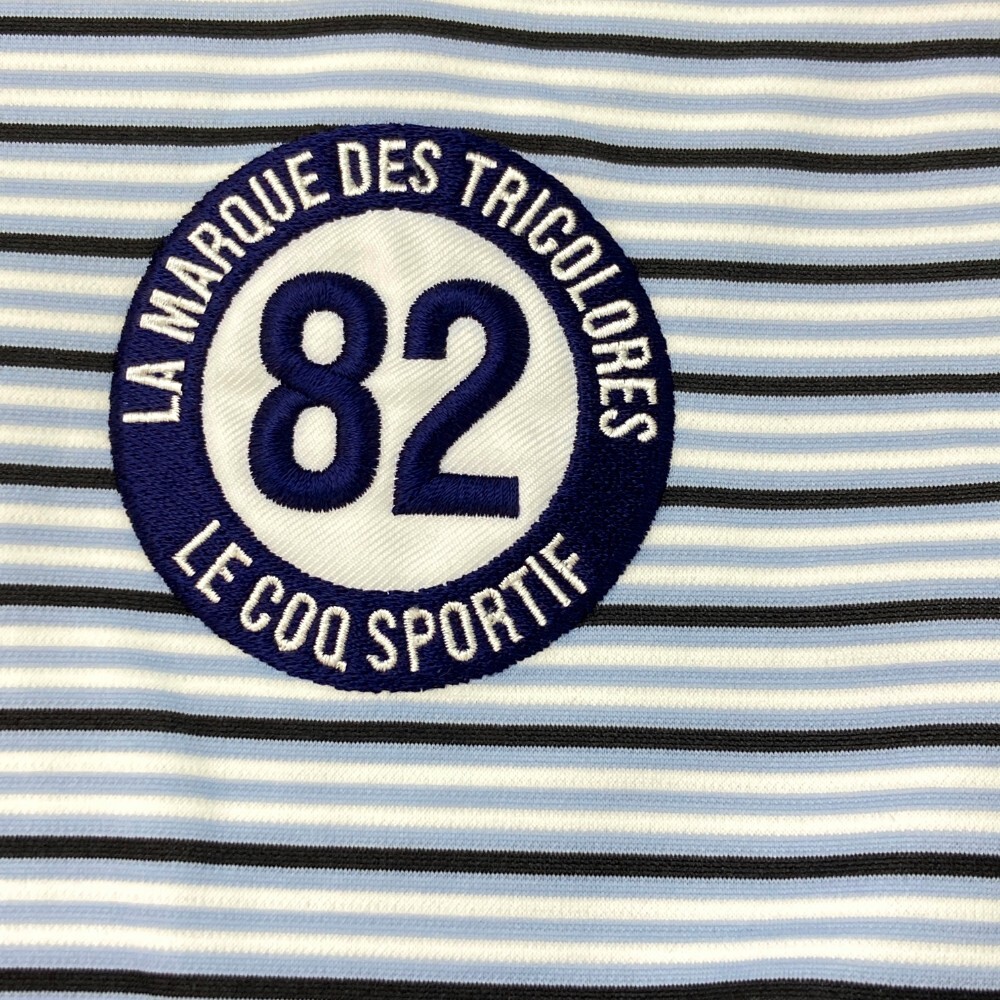 LA MARQUE DES TRICOLORES
82
LE COQ SPORTIF